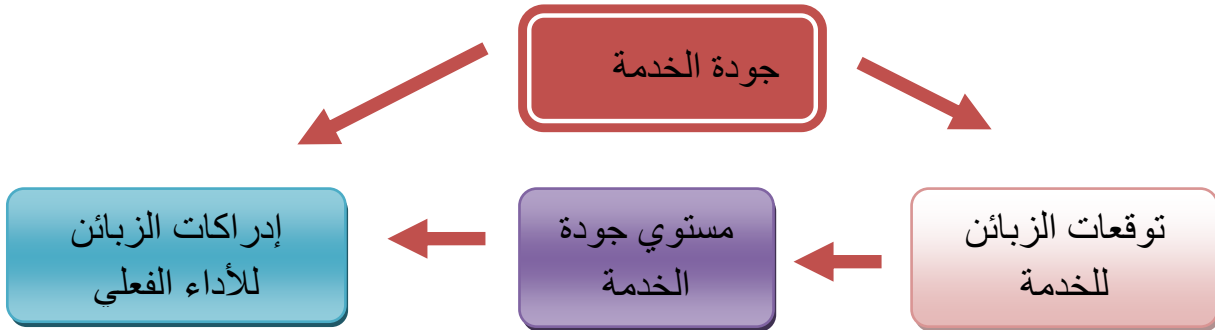 جودة الخدمة
توقعات الزبائن
للخدمة
مستوي جودة
الخدمة
إدراكات الزبائن
للأداء الفعلي